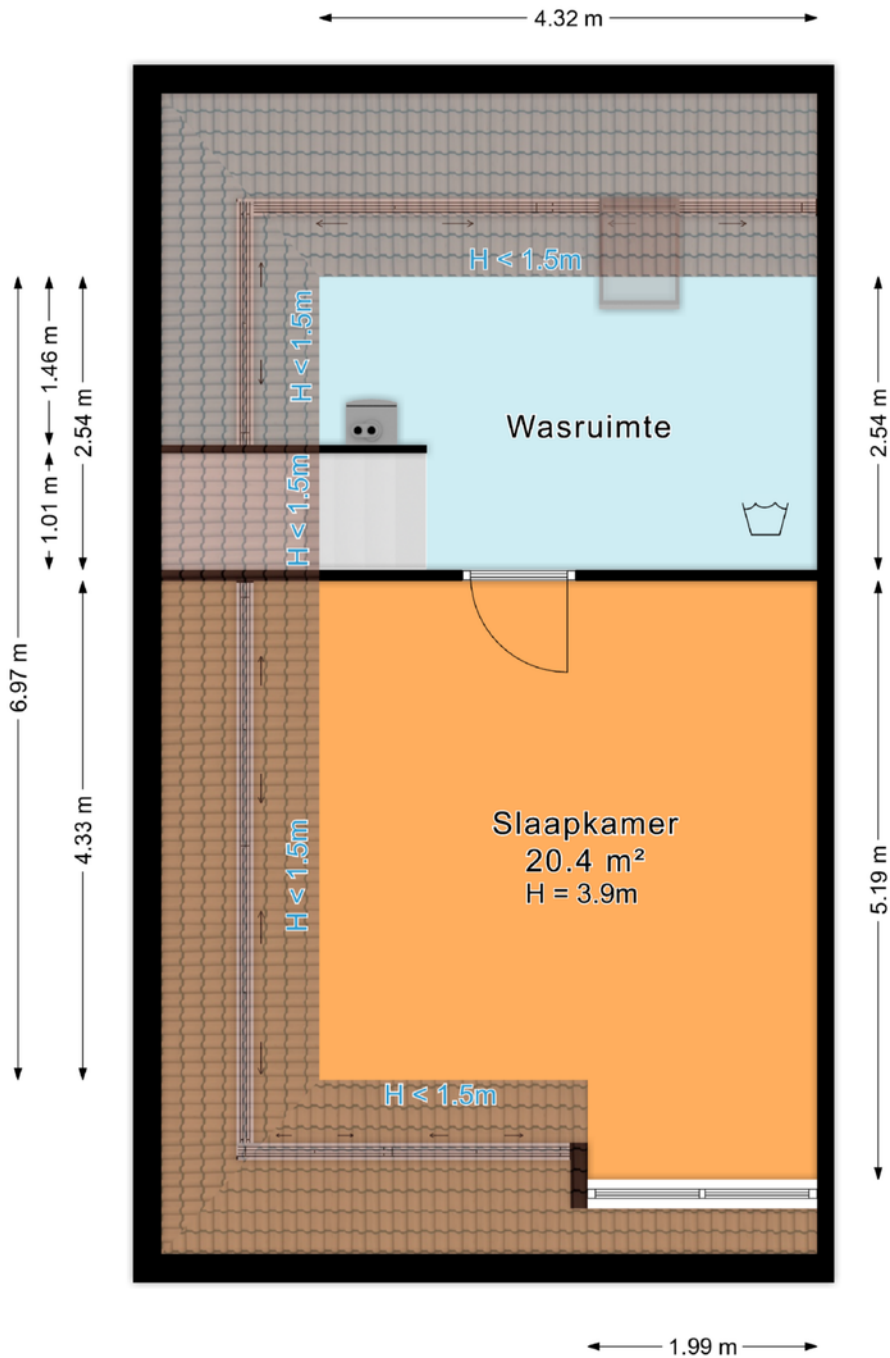 4.32 m
H < 1.5m
H < 1.5m
1.46 m
2.54 m
2.54 m
Wasruimte
1.01 m
H < 1.5m
6.97 m
4.33 m
Slaapkamer
20.4 m²
H = 3.9m
H < 1.5m
5.19 m
H < 1.5m
1.99 m